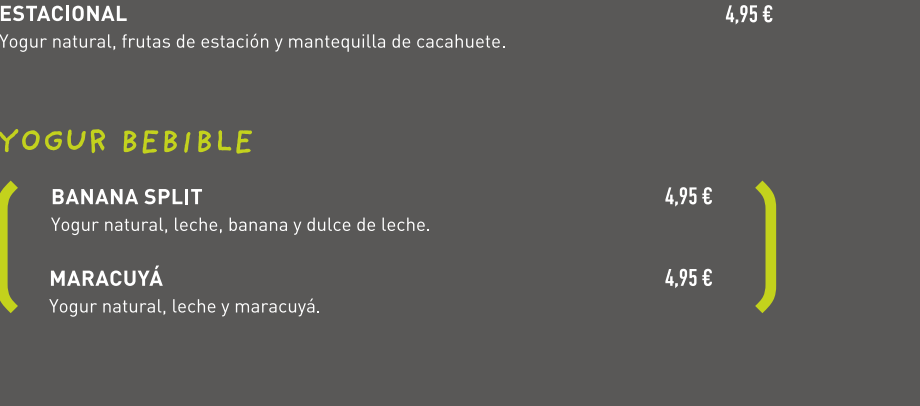 ESTACIONAL 4,95 €
Yogur natural, frutas de estación y mantequilla de cacahuete.
YOGUR BEBIBLE
BANANA SPLIT 4,95 €
Yogur natural, leche, banana y dulce de leche.
MARACUYÁ 4,95 €
Yogur natural, leche y maracuyá.